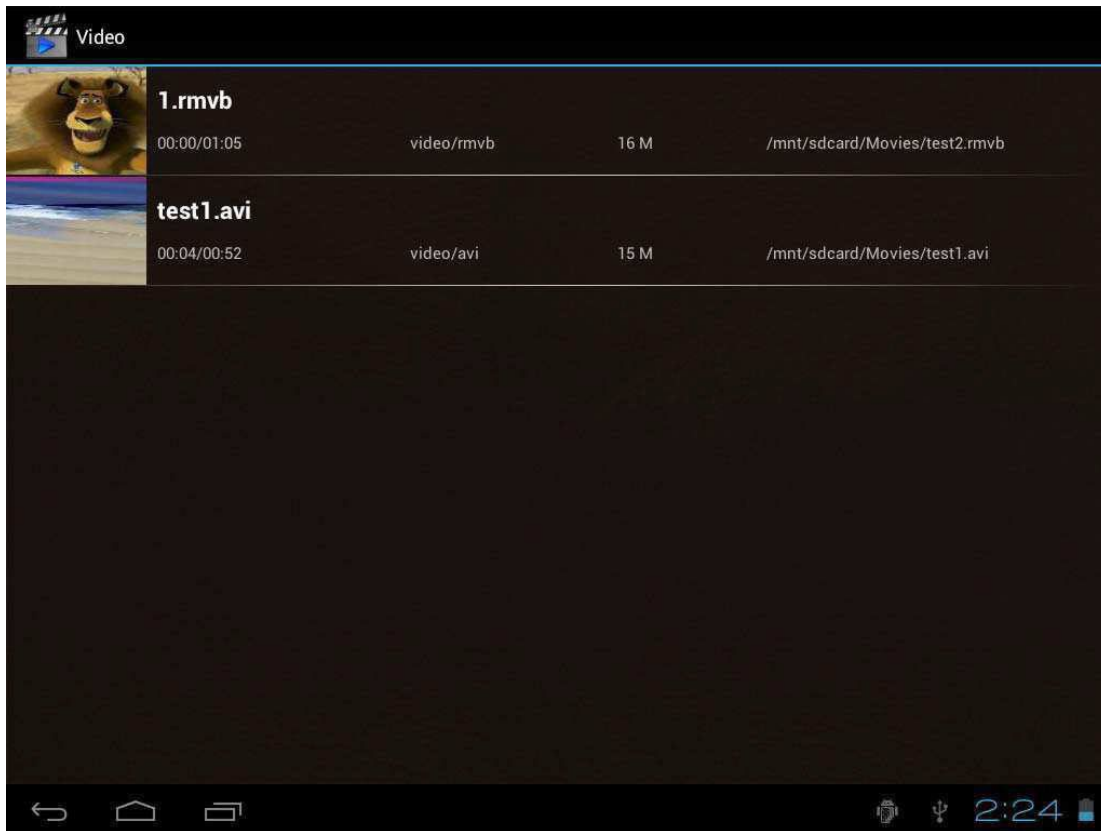 Video
1.rmvb
00:00/01:05 video/rmvb 16 M /mnt/sdcard/Movies/test2.rmvb
test1.avi
00:04/00:52 video/avi 15 M /mnt/sdcard/Movies/test1.avi
2:24